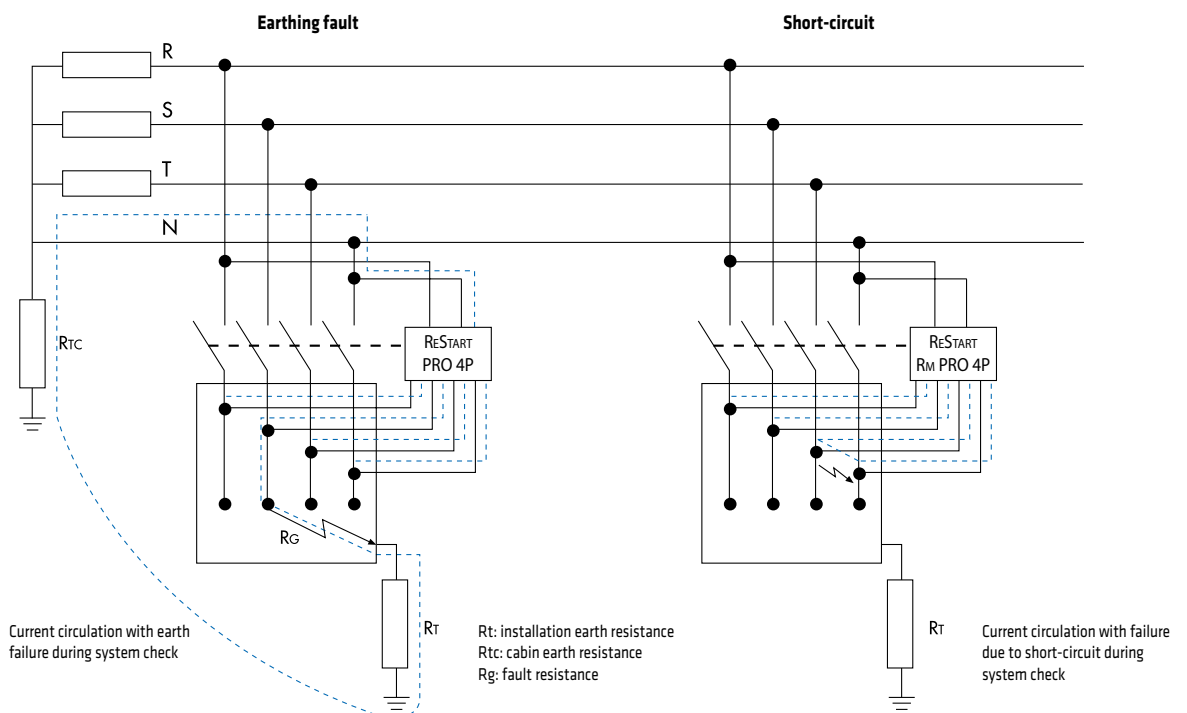 Earthing fault
Short-circuit
R
S
T
N
RTC
RESTART
PRO 4P
RESTART
RM PRO 4P
RG
RT
RT
Current circulation with earth
failure during system check
Rt: installation earth resistance
Rtc: cabin earth resistance
Rg: fault resistance
Current circulation with failure
due to short-circuit during
system check